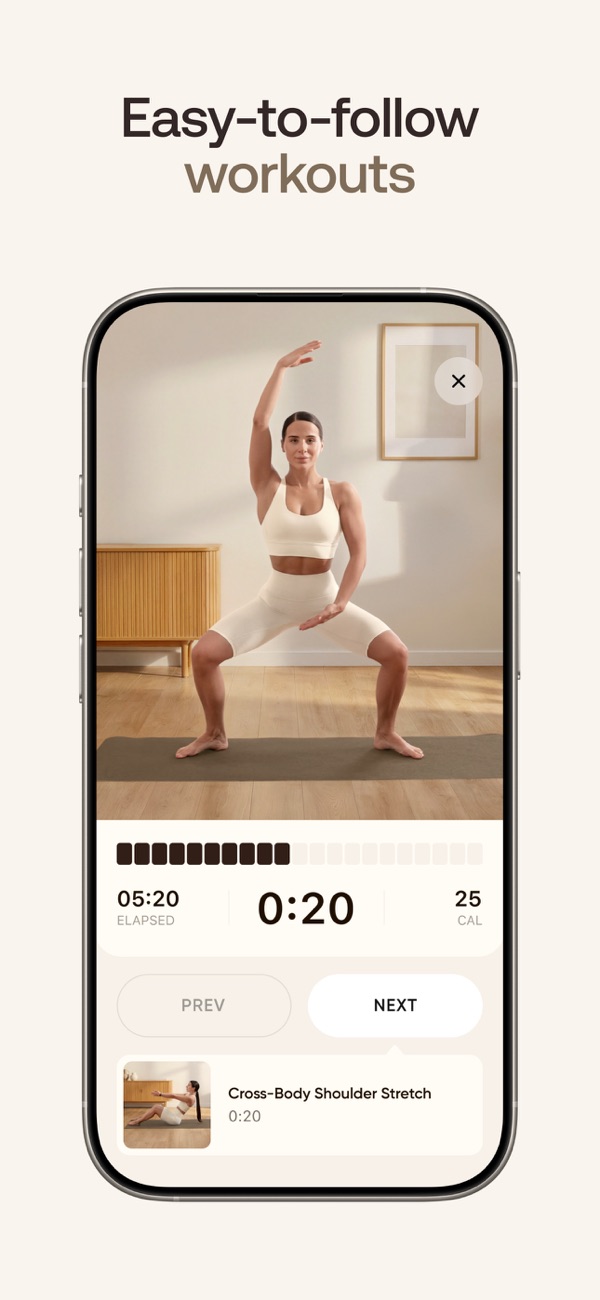 Easy-to-follow
workouts
05:20
ELAPSED
0:20
25
CAL
PREV
NEXT
Cross-Body Shoulder Stretch
0:20